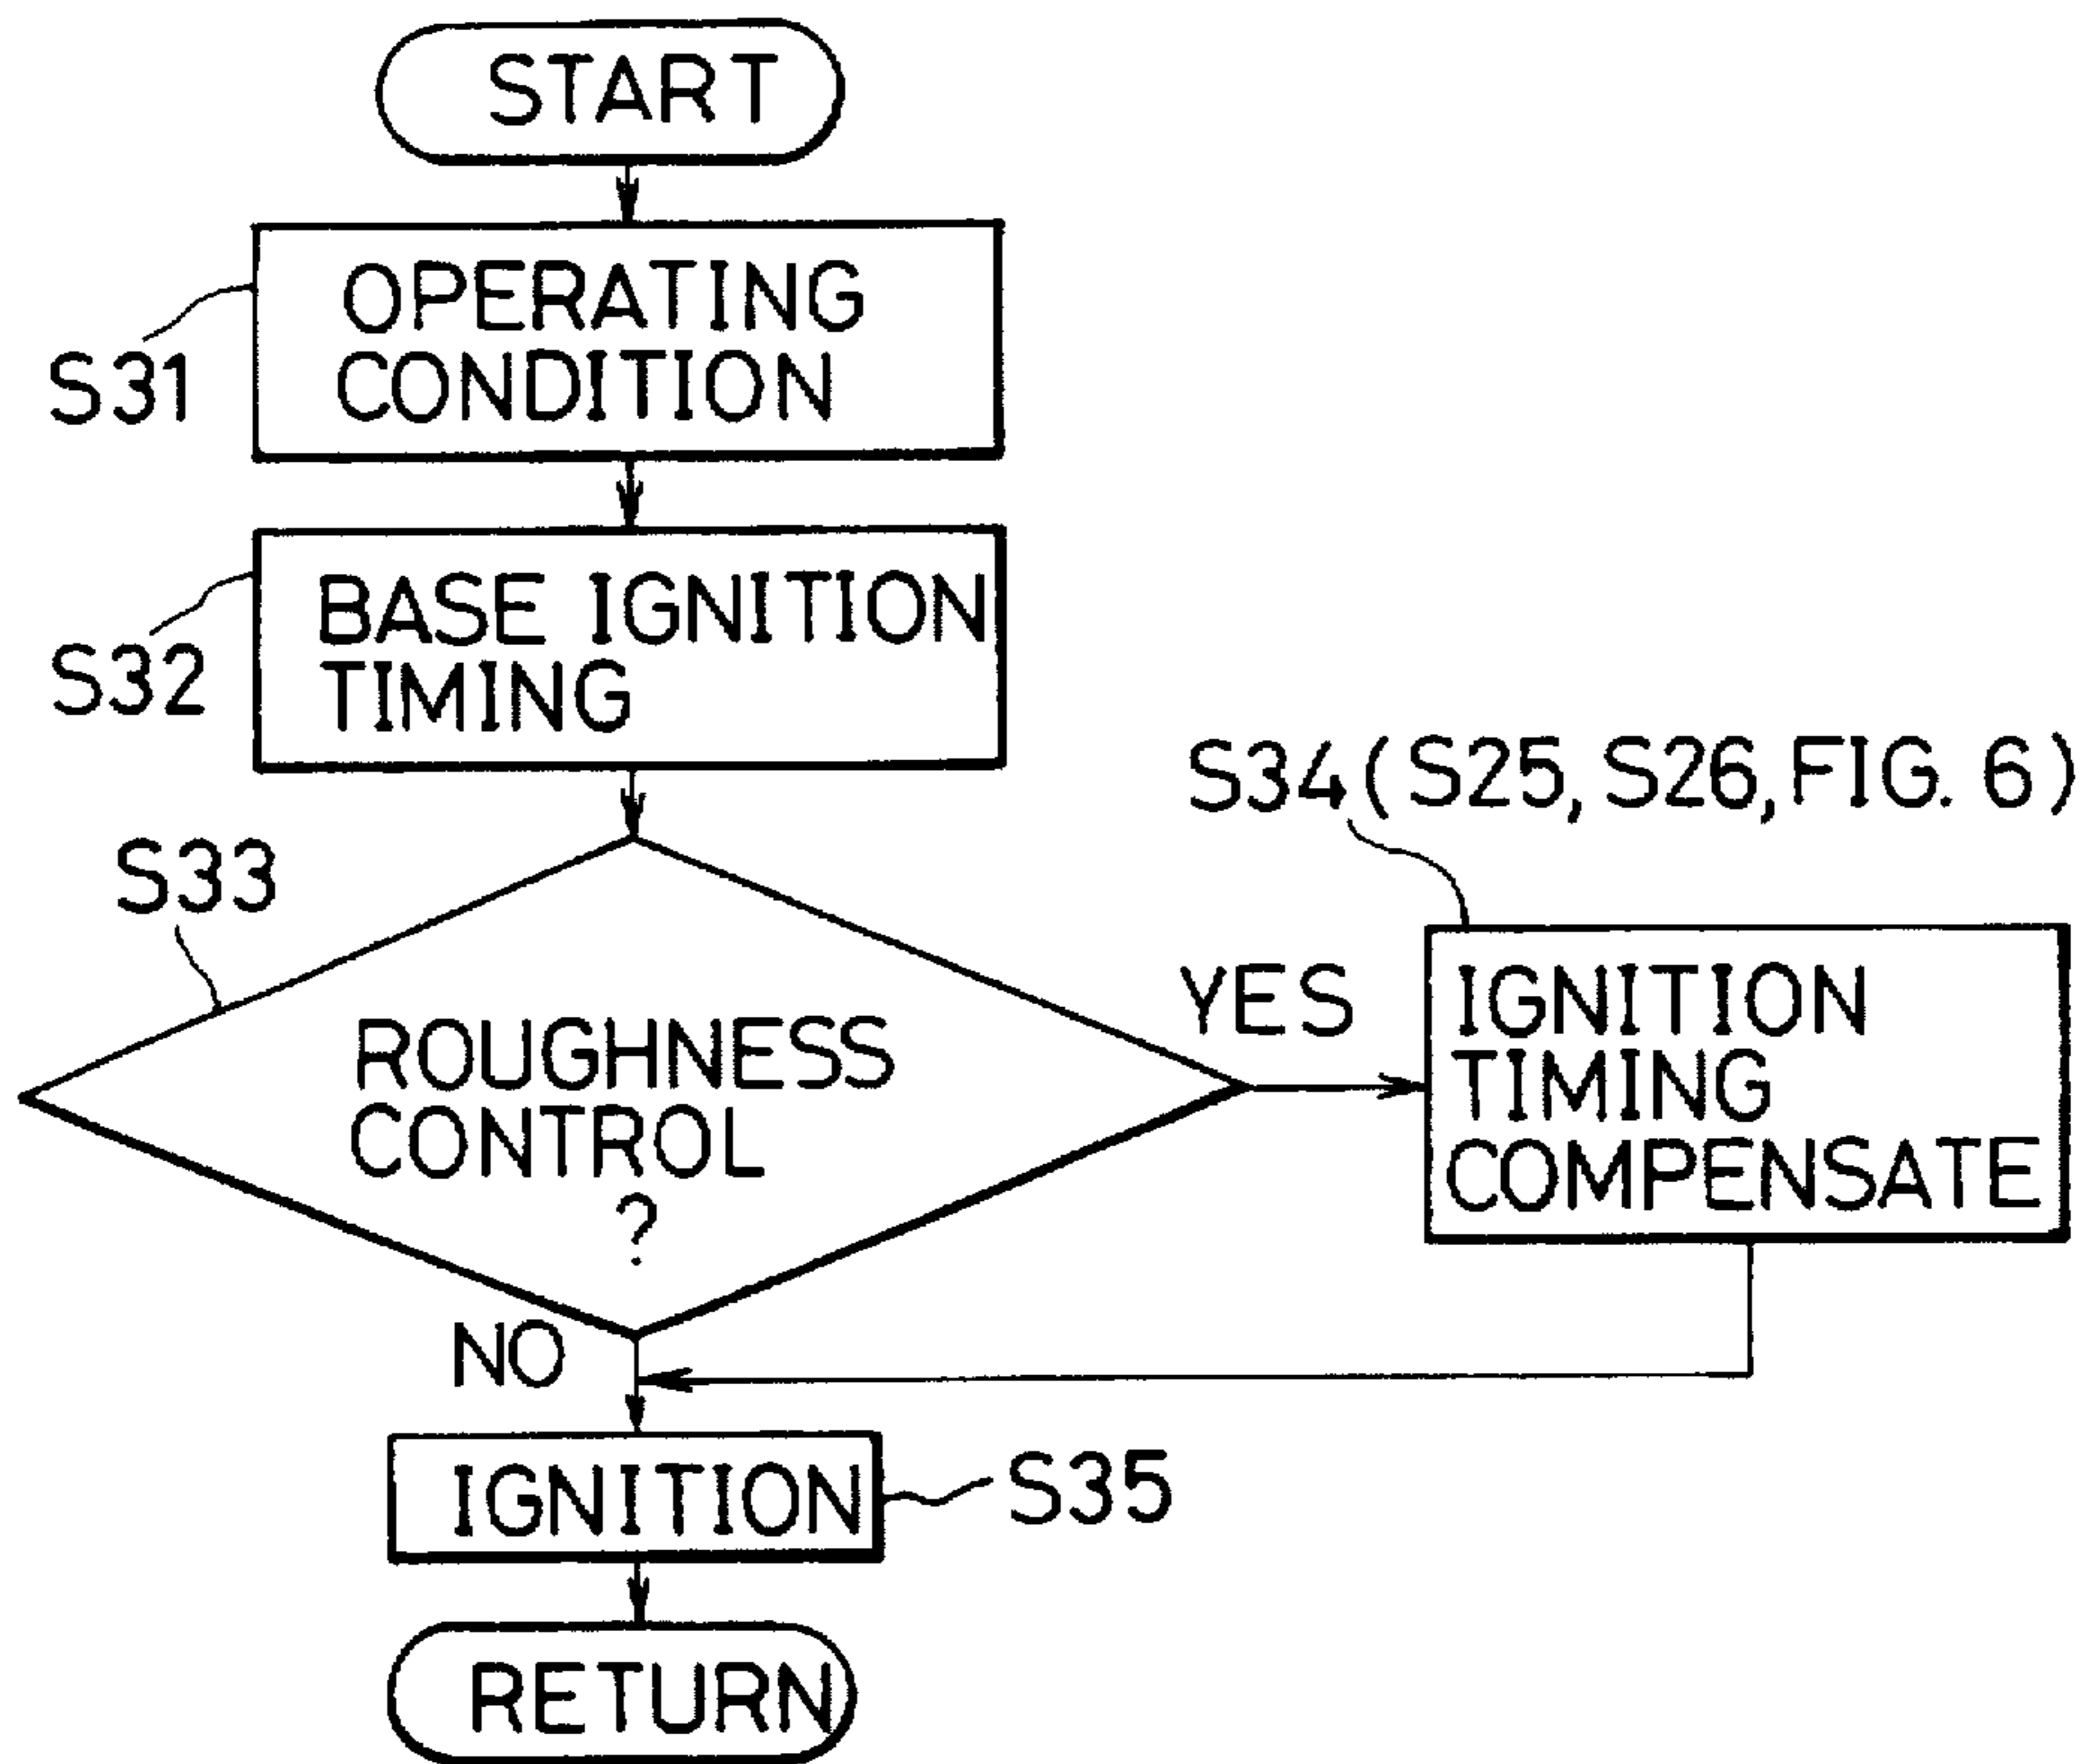 START
OPERATING
CONDITION
S31
BASE IGNITION
TIMING
S32
S34(S25, S26, FIG. 6)
S33
ROUGHNESS
CONTROL
?
YES
IGNITION
TIMING
COMPENSATE
NO
IGNITION
S35
RETURN